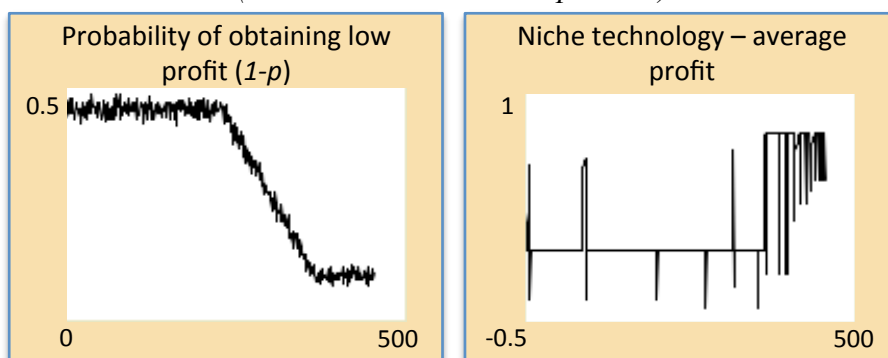 Probability of obtaining low
profit (1-p)
0.5
0
500
Niche technology – average
profit
1
-0.5
500